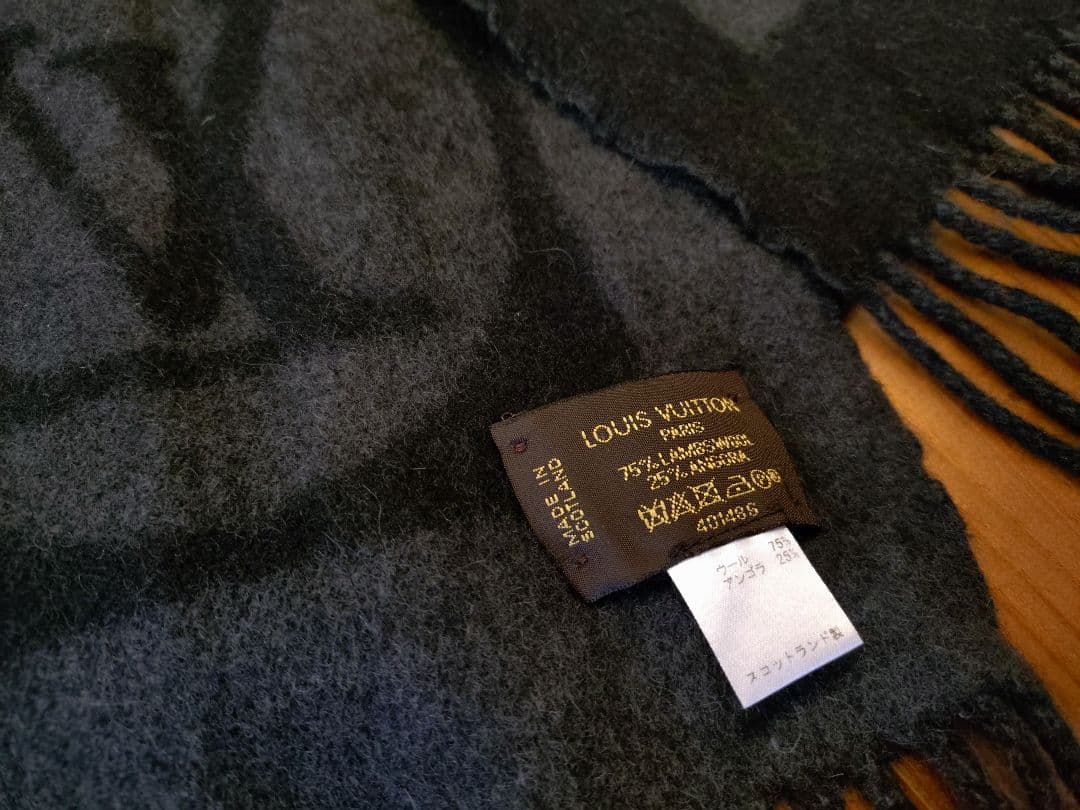 LOUIS VUITTON
PARIS
75% LAMBSWOOL
25% ANGORA
401486
MADE IN
SCOTLAND
ウール 75%
アンゴラ 25%
スコットランド製